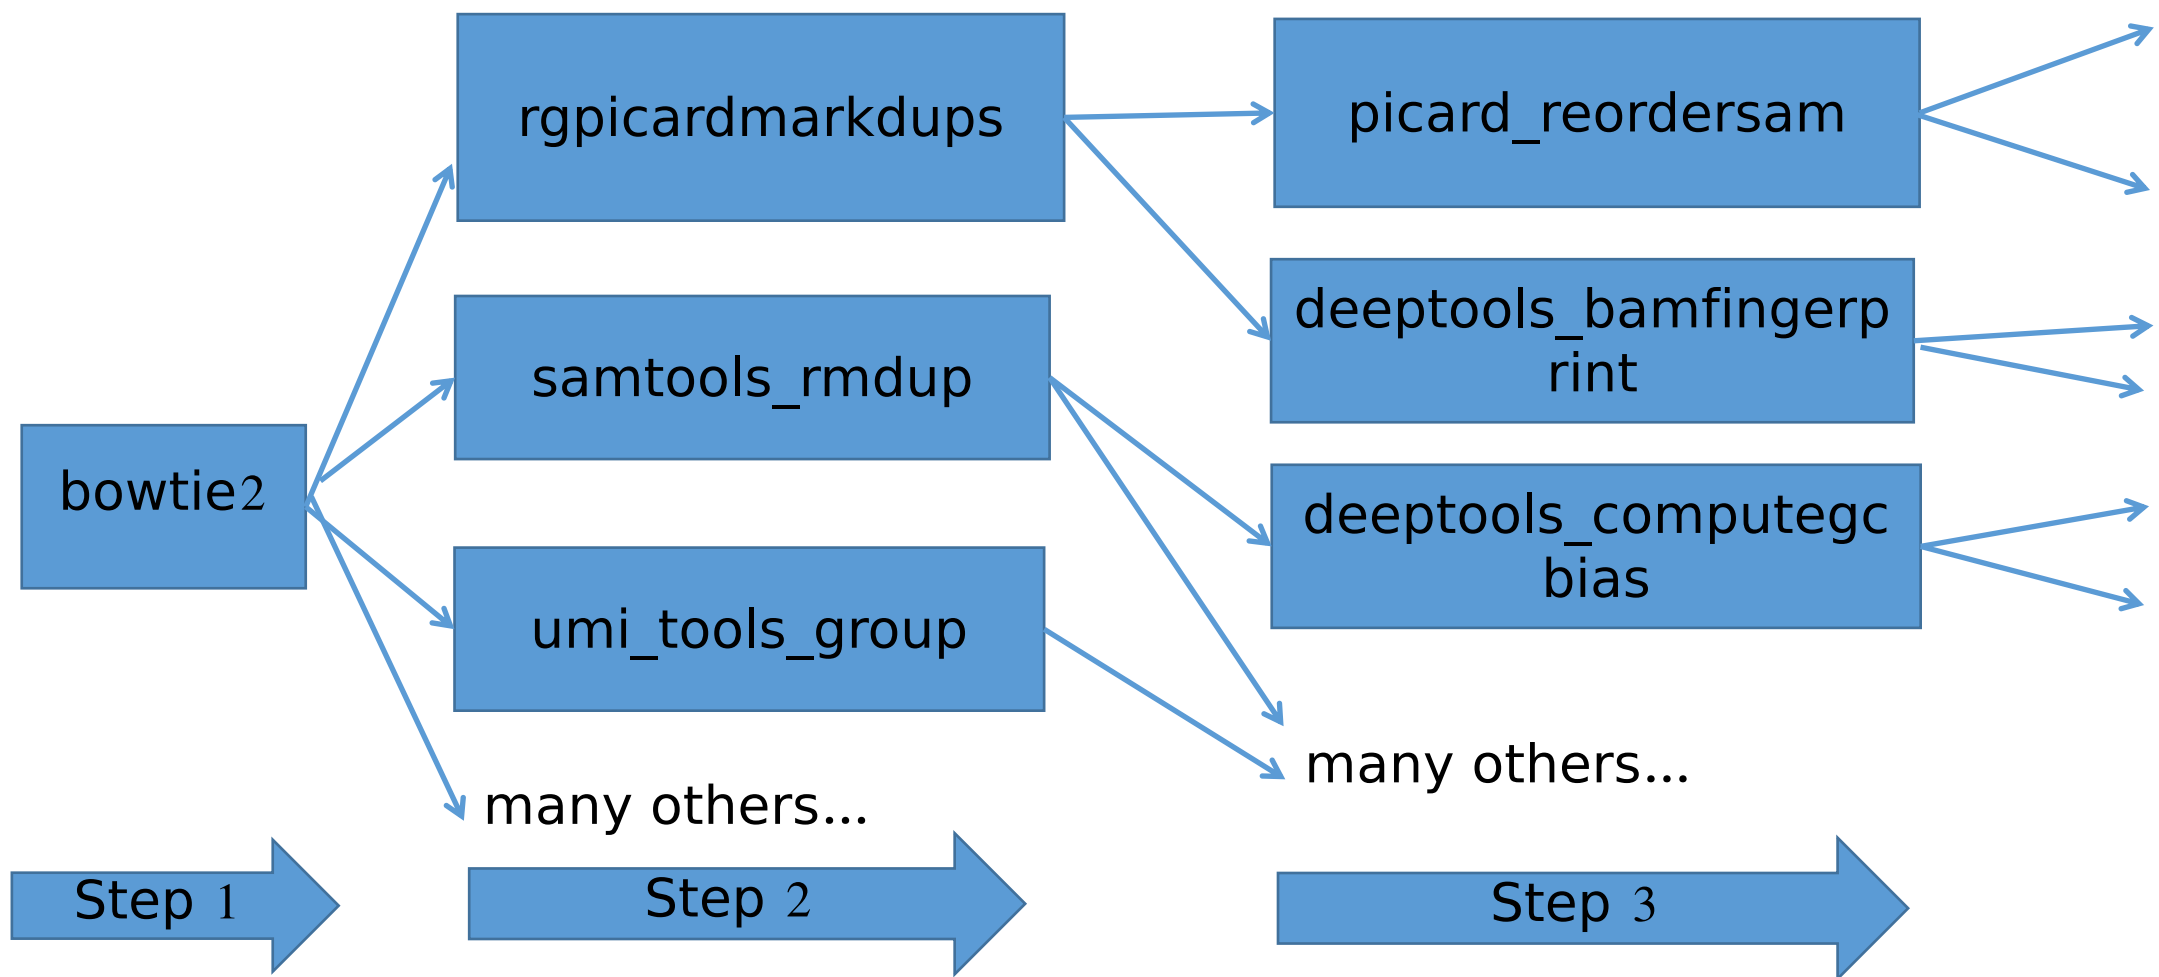 rgpicardmarkdups
picard_reordersam
deeptools_bamfingerp
rint
samtools_rmdup
bowtie2
deeptools_computegc
bias
umi_tools_group
many others...
many others...
Step 1
Step 2
Step 3